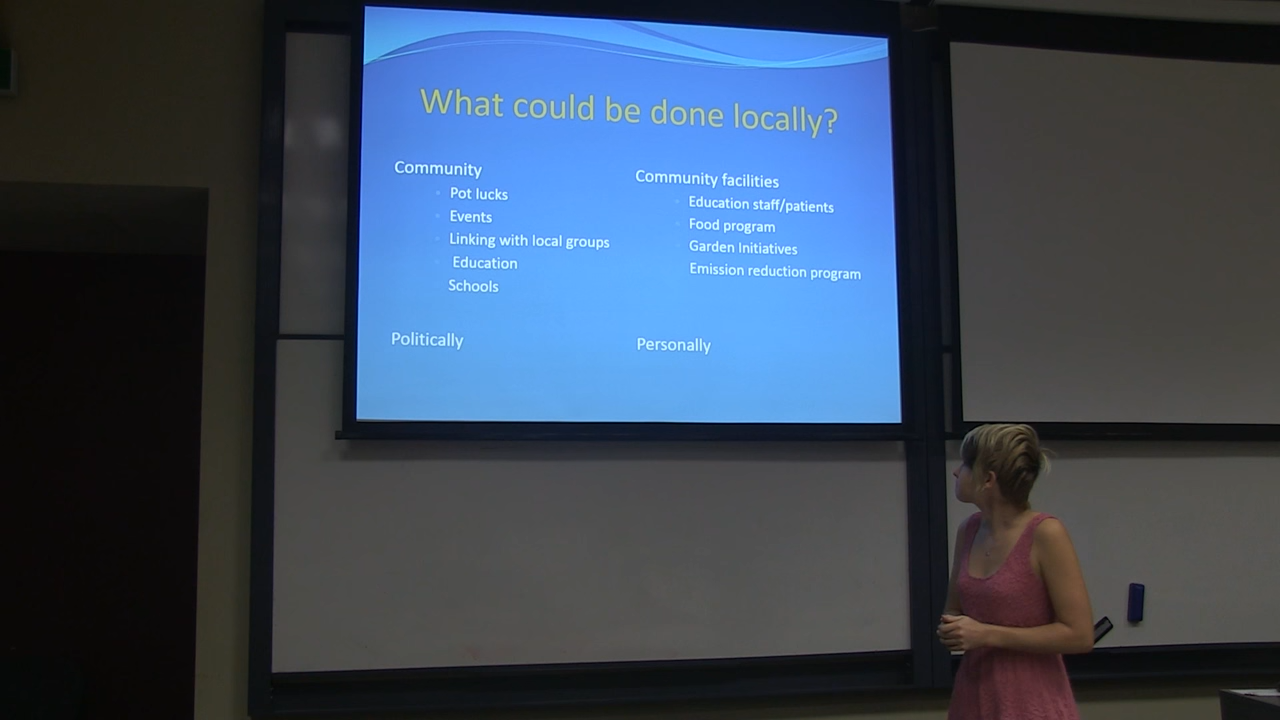 What could be done locally?
Community
Pot lucks
Events
Linking with local groups
Education
Schools
Politically
Community facilities
Education staff/patients
Food program
Garden Initiatives
Emission reduction program
Personally